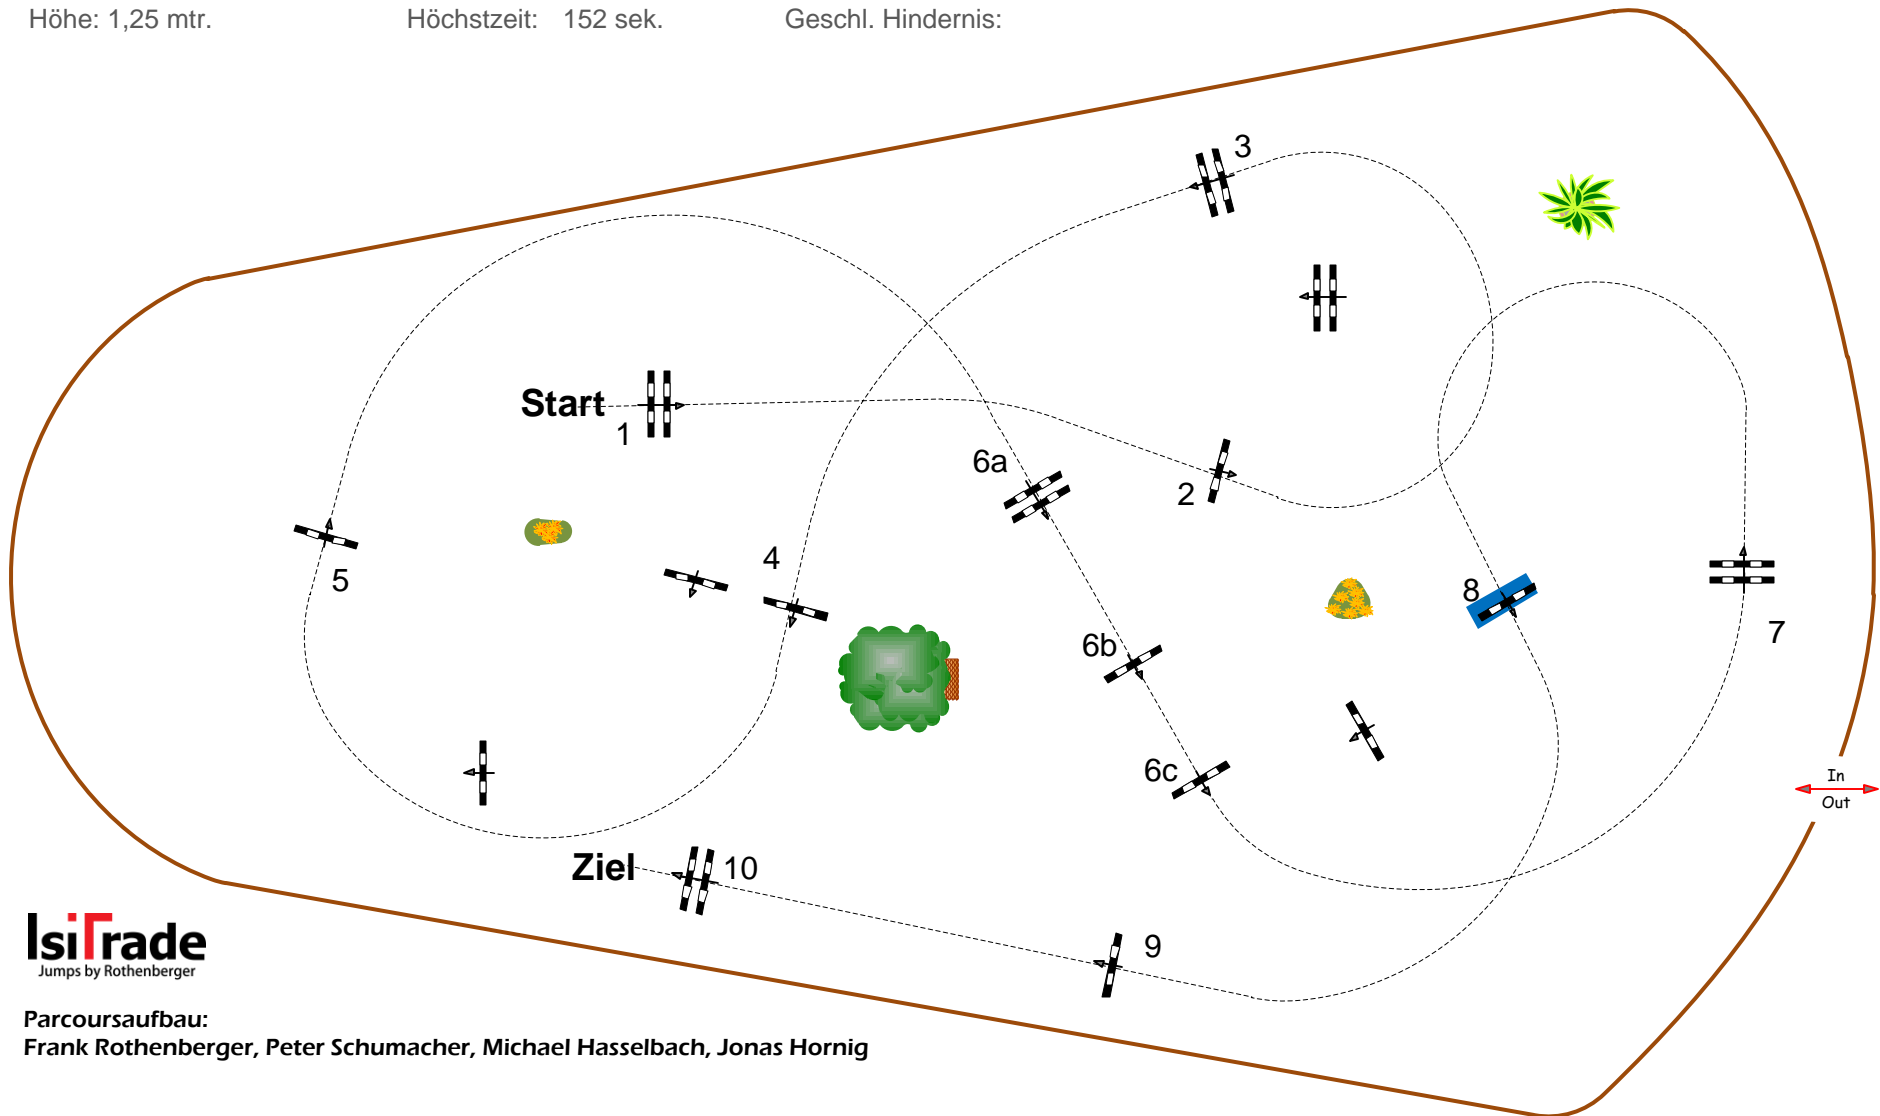 Höhe: 1,25 mtr. Höchstzeit: 152 sek. Geschl. Hindernis:
3
Start
1
6a
2
4
5
8
7
6b
6c
In
Out
Ziel
10
9
IsiTrade
Jumps by Rothenberger
Parcoursaufbau:
Frank Rothenberger, Peter Schumacher, Michael Hasselbach, Jonas Hornig